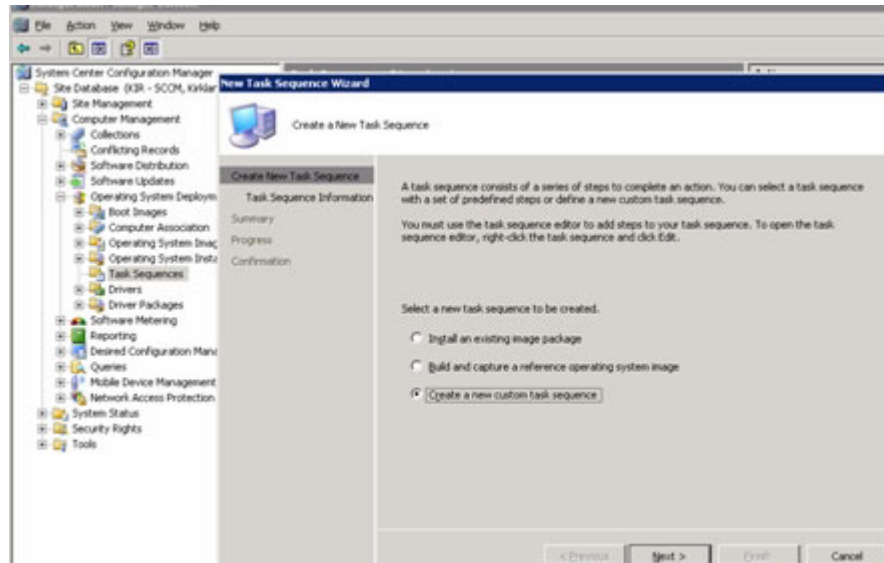 File Action View Window Help
System Center Configuration Manager
Site Database (KIR - SCCM, Kirklan
Site Management
Computer Management
Collections
Conflicting Records
Software Distribution
Software Updates
Operating System Deploym
Boot Images
Computer Association
Operating System Imag
Operating System Insta
Task Sequences
Drivers
Driver Packages
Software Metering
Reporting
Desired Configuration Mana
Queries
Mobile Device Management
Network Access Protection
System Status
Security Rights
Tools
New Task Sequence Wizard
Create a New Task Sequence
Create New Task Sequence
Task Sequence Information
Summary
Progress
Confirmation
A task sequence consists of a series of steps to complete an action. You can select a task sequence
with a set of predefined steps or define a new custom task sequence.
You must use the task sequence editor to add steps to your task sequence. To open the task
sequence editor, right-click the task sequence and click Edit.
Select a new task sequence to be created.
Install an existing image package
Build and capture a reference operating system image
Create a new custom task sequence
< Previous Next > Finish Cancel